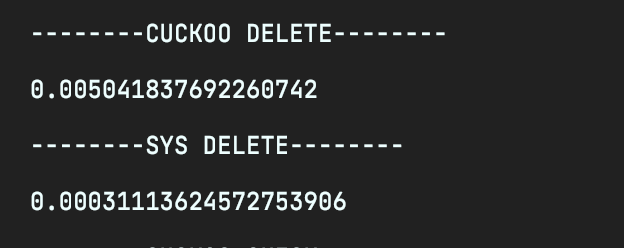 --------CUCKOO DELETE--------
0.005041837692260742
--------SYS DELETE--------
0.00031113624572753906